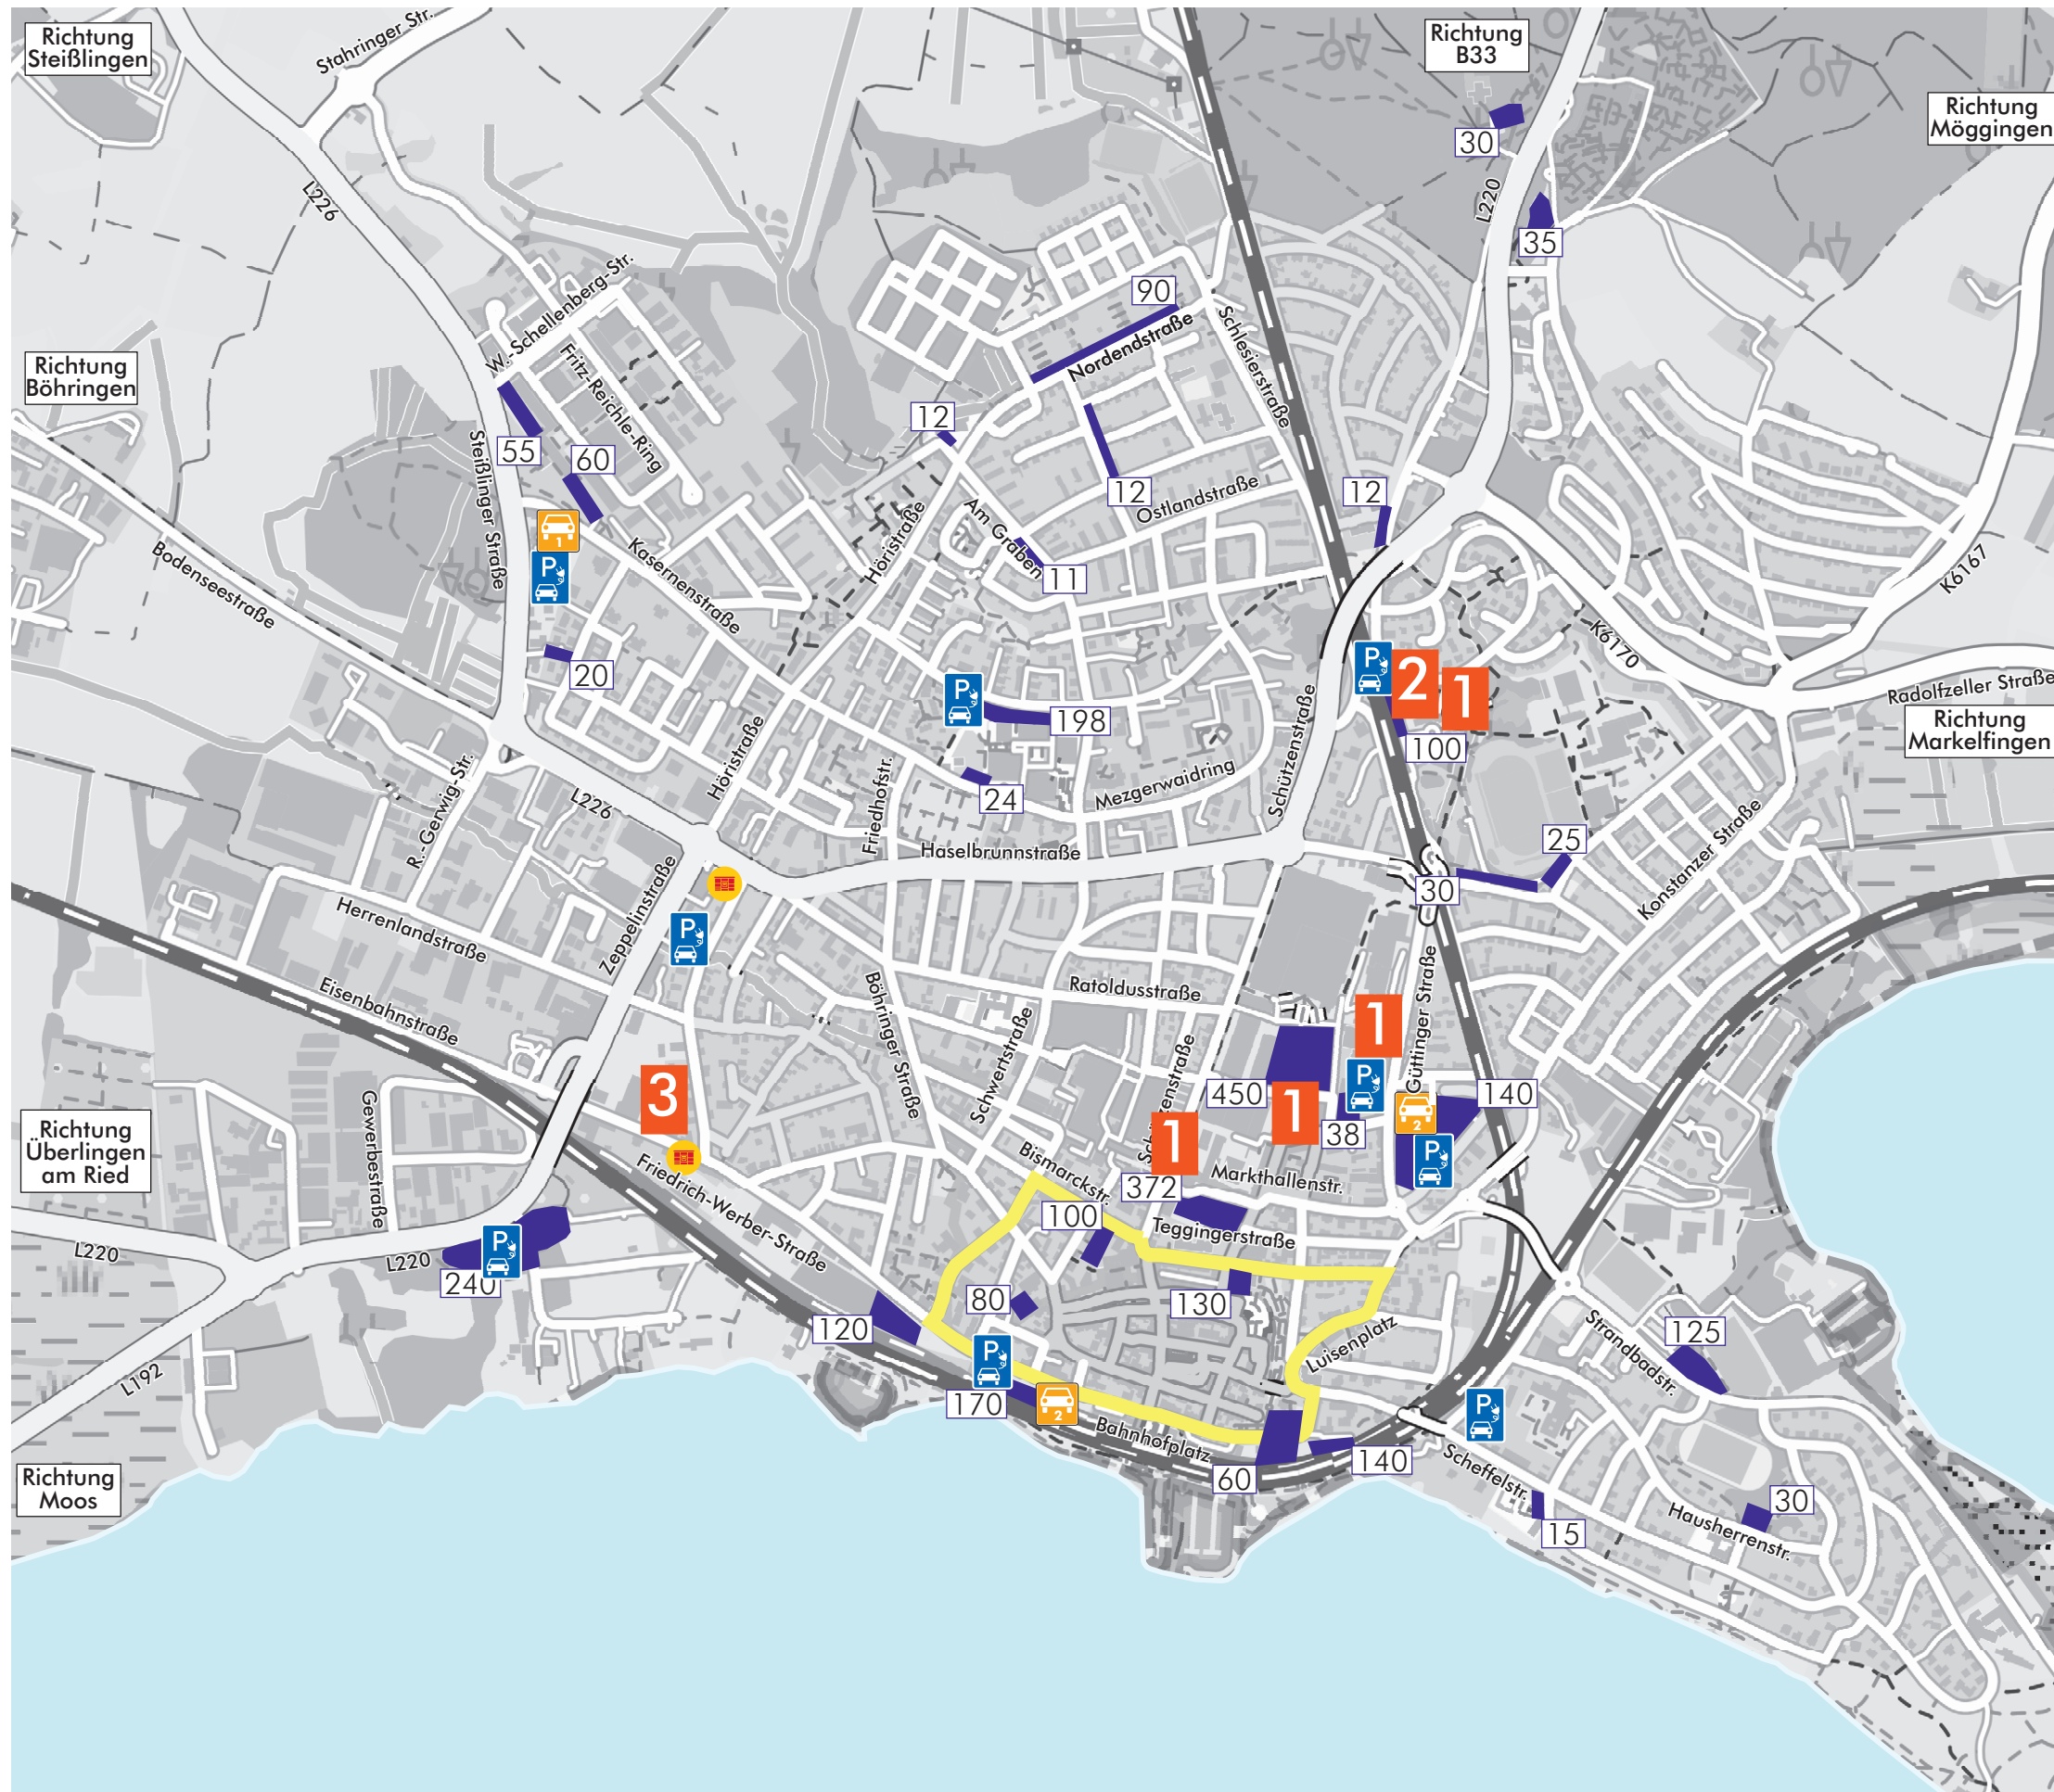 Richtung
Steißlingen
Stahringer Str.
Richtung
B33
Richtung
Möggingen
30
L226
L220
35
W.-Schellenberg-Str.
90
Nordendstraße
Schlesierstraße
Richtung
Böhringen
Fritz-Reichle-Ring
12
55
60
Steißlinger Straße
12
Ostlandstraße
12
1
Höristraße
Am Graben
Kasernenstraße
P
11
Bodenseestraße
K6167
K6170
20
P
198
P
2
1
100
Radolfzeller Straße
Richtung
Markelfingen
R.-Gerwig-Str.
L226
Höristraße
Friedhofstr.
24
Mezgerwaidring
Schützenstraße
Haselbrunnstraße
25
30
Konstanzer Straße
Herrenlandstraße
Zeppelinstraße
P
Eisenbahnstraße
Böhringer Straße
Ratoldusstraße
Schwertstraße
Güttinger Straße
1
3
Schützenstraße
450
1
P
38
2
140
P
Gewerbestraße
Richtung
Überlingen
am Ried
Bismarckstr.
1
372
Markthallenstr.
Friedrich-Werber-Straße
100
Teggingerstraße
L220
L220
P
240
80
130
120
Luisenplatz
Strandbadstr.
125
L192
P
170
2
Bahnhofplatz
P
60
140
Scheffelstr.
Richtung
Moos
15
30
Hausherrenstr.